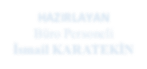 HAZIRLAYAN
Büro Personeli
İsmail KARATEKİN